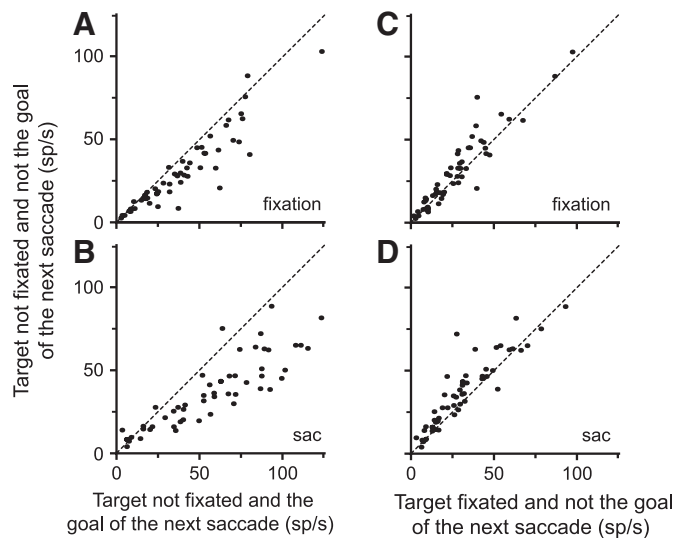 A
C
Target not fixated and not the goal
of the next saccade (sp/s)
100
50
0
fixation
fixation
B
D
100
50
0
sac
sac
0
50
100
0
50
100
Target not fixated and the
goal of the next saccade (sp/s)
Target fixated and not the goal
of the next saccade (sp/s)